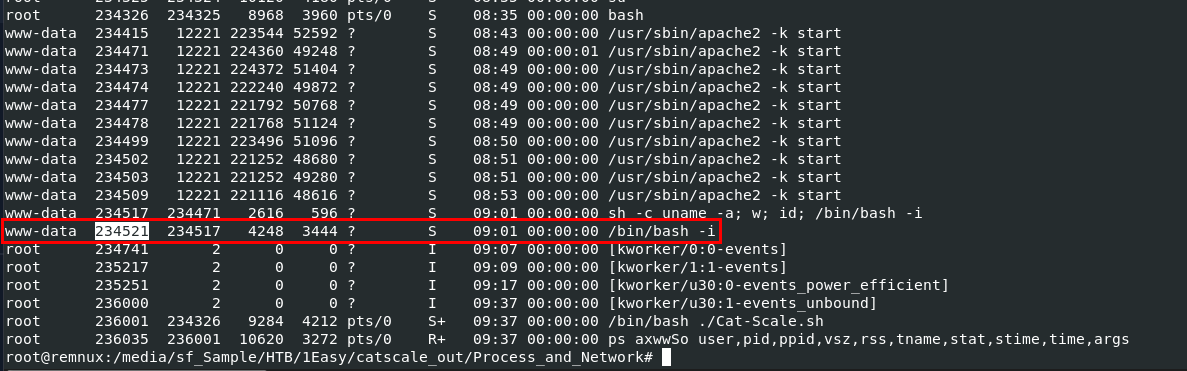 root 234326 234325 8968 3960 pts/0 S 08:35 00:00:00 bash
www-data 234415 12221 223544 52592 ? S 08:43 00:00:00 /usr/sbin/apache2 -k start
www-data 234471 12221 224360 49248 ? S 08:49 00:00:01 /usr/sbin/apache2 -k start
www-data 234473 12221 224372 51404 ? S 08:49 00:00:00 /usr/sbin/apache2 -k start
www-data 234474 12221 222240 49872 ? S 08:49 00:00:00 /usr/sbin/apache2 -k start
www-data 234477 12221 221792 50768 ? S 08:49 00:00:00 /usr/sbin/apache2 -k start
www-data 234478 12221 221768 51124 ? S 08:49 00:00:00 /usr/sbin/apache2 -k start
www-data 234499 12221 223496 51096 ? S 08:50 00:00:00 /usr/sbin/apache2 -k start
www-data 234502 12221 221252 48680 ? S 08:51 00:00:00 /usr/sbin/apache2 -k start
www-data 234503 12221 221252 49280 ? S 08:51 00:00:00 /usr/sbin/apache2 -k start
www-data 234509 12221 221116 48616 ? S 08:53 00:00:00 /usr/sbin/apache2 -k start
www-data 234517 234471 2616 596 ? S 09:01 00:00:00 sh -c uname -a; w; id; /bin/bash -i
www-data 234521 234517 4248 3444 ? S 09:01 00:00:00 /bin/bash -i
root 234741 2 0 0 ? I 09:07 00:00:00 [kworker/0:0-events]
root 235217 2 0 0 ? I 09:09 00:00:00 [kworker/1:1-events]
root 235251 2 0 0 ? I 09:17 00:00:00 [kworker/u30:0-events_power_efficient]
root 236000 2 0 0 ? I 09:37 00:00:00 [kworker/u30:1-events_unbound]
root 236001 234326 9284 4212 pts/0 S+ 09:37 00:00:00 /bin/bash ./Cat-Scale.sh
root 236035 236001 10620 3272 pts/0 R+ 09:37 00:00:00 ps axwwSo user,pid,ppid,vsz,rss,tname,stat,stime,time,args
root@remnux:/media/sf_Sample/HTB/1Easy/catscale_out/Process_and_Network#